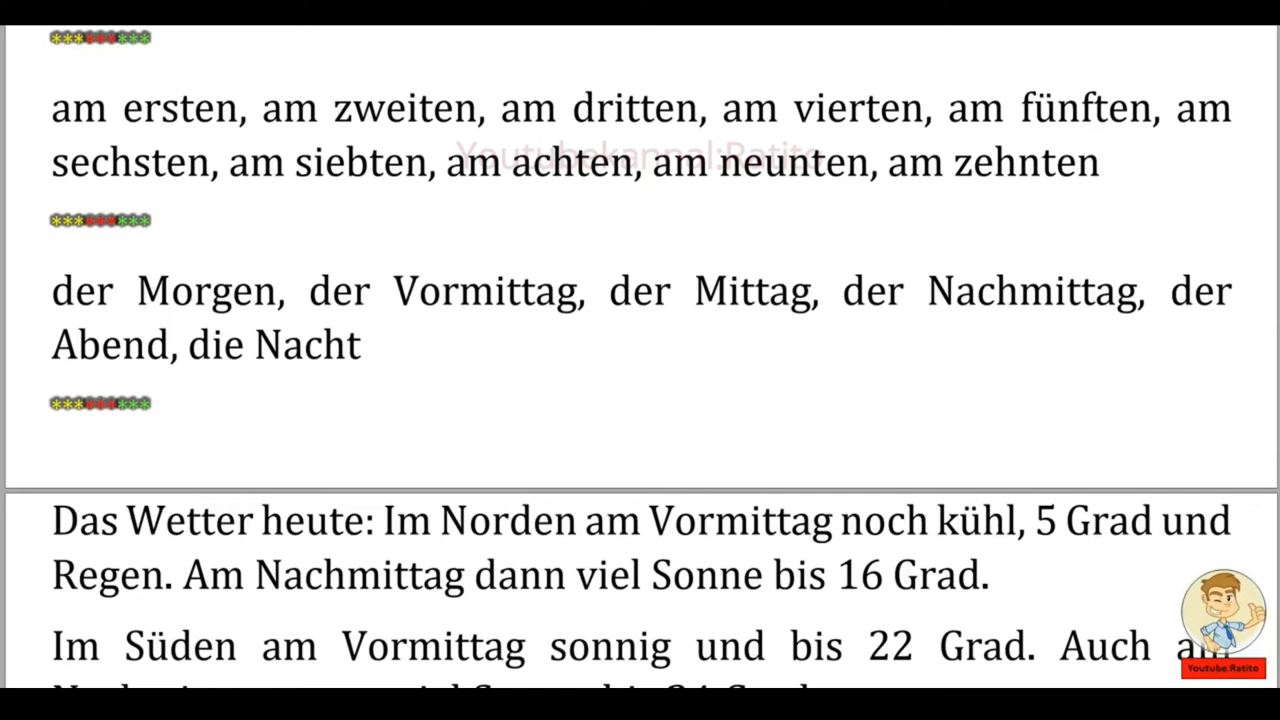 *********
am ersten, am zweiten, am dritten, am vierten, am fünften, am
Youtubekannal:Ratito
sechsten, am siebten, am achten, am neunten, am zehnten
*********
der Morgen, der Vormittag, der Mittag, der Nachmittag, der
Abend, die Nacht
*********
Das Wetter heute: Im Norden am Vormittag noch kühl, 5 Grad und
Regen. Am Nachmittag dann viel Sonne bis 16 Grad.
Im Süden am Vormittag sonnig und bis 22 Grad. Auch am
Youtube:Ratito